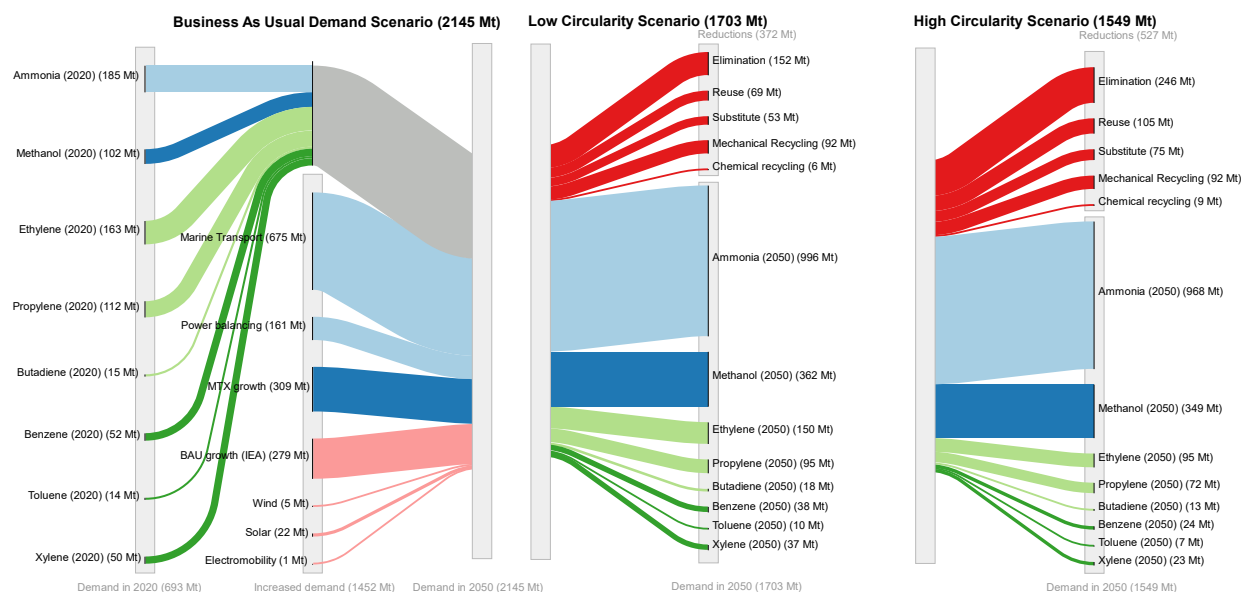 Business As Usual Demand Scenario (2145 Mt)
Ammonia (2020) (185 Mt)
Methanol (2020) (102 Mt)
Ethylene (2020) (163 Mt)
Propylene (2020) (112 Mt)
Butadiene (2020) (15 Mt)
Benzene (2020) (52 Mt)
Toluene (2020) (14 Mt)
Xylene (2020) (50 Mt)
Marine Transport (675 Mt)
Power balancing (161 Mt)
MTX growth (309 Mt)
BAU growth (IEA) (279 Mt)
Wind (5 Mt)
Solar (22 Mt)
Electromobility (1 Mt)
Demand in 2020 (693 Mt)
Increased demand (1452 Mt)
Demand in 2050 (2145 Mt)
Low Circularity Scenario (1703 Mt)
Reductions (372 Mt)
Elimination (152 Mt)
Reuse (69 Mt)
Substitute (53 Mt)
Mechanical Recycling (92 Mt)
Chemical recycling (6 Mt)
Ammonia (2050) (996 Mt)
Methanol (2050) (362 Mt)
Ethylene (2050) (150 Mt)
Propylene (2050) (95 Mt)
Butadiene (2050) (18 Mt)
Benzene (2050) (38 Mt)
Toluene (2050) (10 Mt)
Xylene (2050) (37 Mt)
Demand in 2050 (1703 Mt)
High Circularity Scenario (1549 Mt)
Reductions (527 Mt)
Elimination (246 Mt)
Reuse (105 Mt)
Substitute (75 Mt)
Mechanical Recycling (92 Mt)
Chemical recycling (9 Mt)
Ammonia (2050) (968 Mt)
Methanol (2050) (349 Mt)
Ethylene (2050) (95 Mt)
Propylene (2050) (72 Mt)
Butadiene (2050) (13 Mt)
Benzene (2050) (24 Mt)
Toluene (2050) (7 Mt)
Xylene (2050) (23 Mt)
Demand in 2050 (1549 Mt)